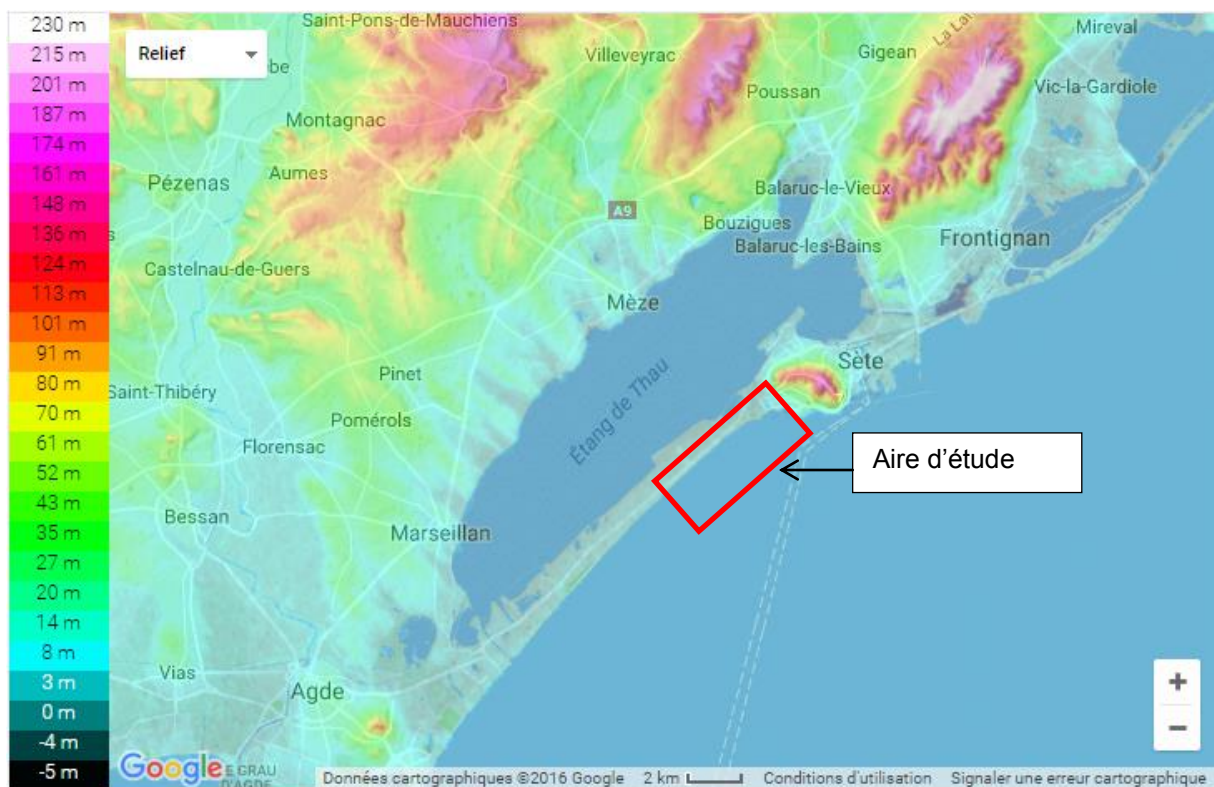 230 m
215 m
201 m
187 m
174 m
161 m
148 m
136 m
124 m
113 m
101 m
91 m
80 m
70 m
61 m
52 m
43 m
35 m
27 m
20 m
14 m
8 m
3 m
0 m
-4 m
-5 m
Relief
Saint-Pons-de-Mauchiens
Villeveyrac
Gigean
Mireval
Poussan
Vic-la-Gardiole
Montagnac
Pézenas
Aumes
Balaruc-le-Vieux
A9
Bouzigues
Balaruc-les-Bains
Frontignan
Castelnau-de-Guers
Mèze
Sète
Pinet
Saint-Thibéry
Pomérols
Étang de Thau
Florensac
Aire d'étude
Bessan
Marseillan
Vias
Agde
+
−
Google
E GRAU
D'AGDE
Données cartographiques ©2016 Google 2 km Conditions d'utilisation Signaler une erreur cartographique